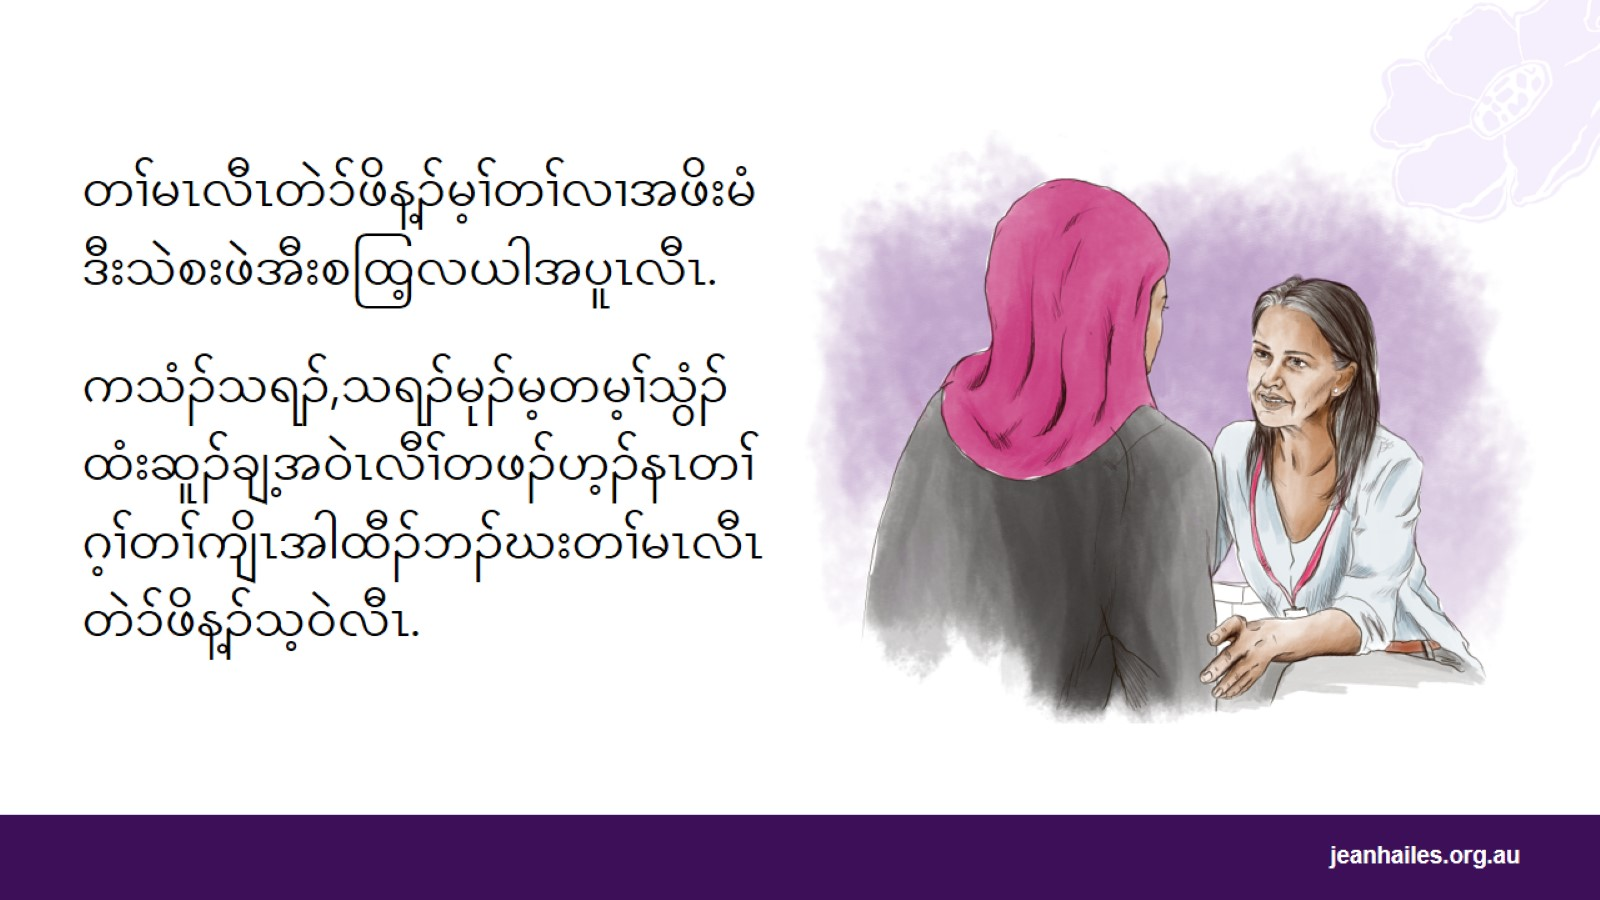 တၢ်မၤလီၤတဲာ်ဖိန့ၣ်မ့ၢ်တၢ်လၢအဖိးမံ
ဒီးသဲစးဖဲအီးစထြ့လယါအပူၤလီၤ.
ကသံၣ်သရၣ်,သရၣ်မုၣ်မ့တမ့ၢ်သွံၣ်
ထံးဆူၣ်ချ့အဝဲၤလီၢ်တဖၣ်ဟ့ၣ်နၤတၢ်
ဂ့ၢ်တၢ်ကျိၤအါထီၣ်ဘၣ်ဃးတၢ်မၤလီၤ
တဲာ်ဖိန့ၣ်သ့ဝဲလီၤ.
jeanhailes.org.au